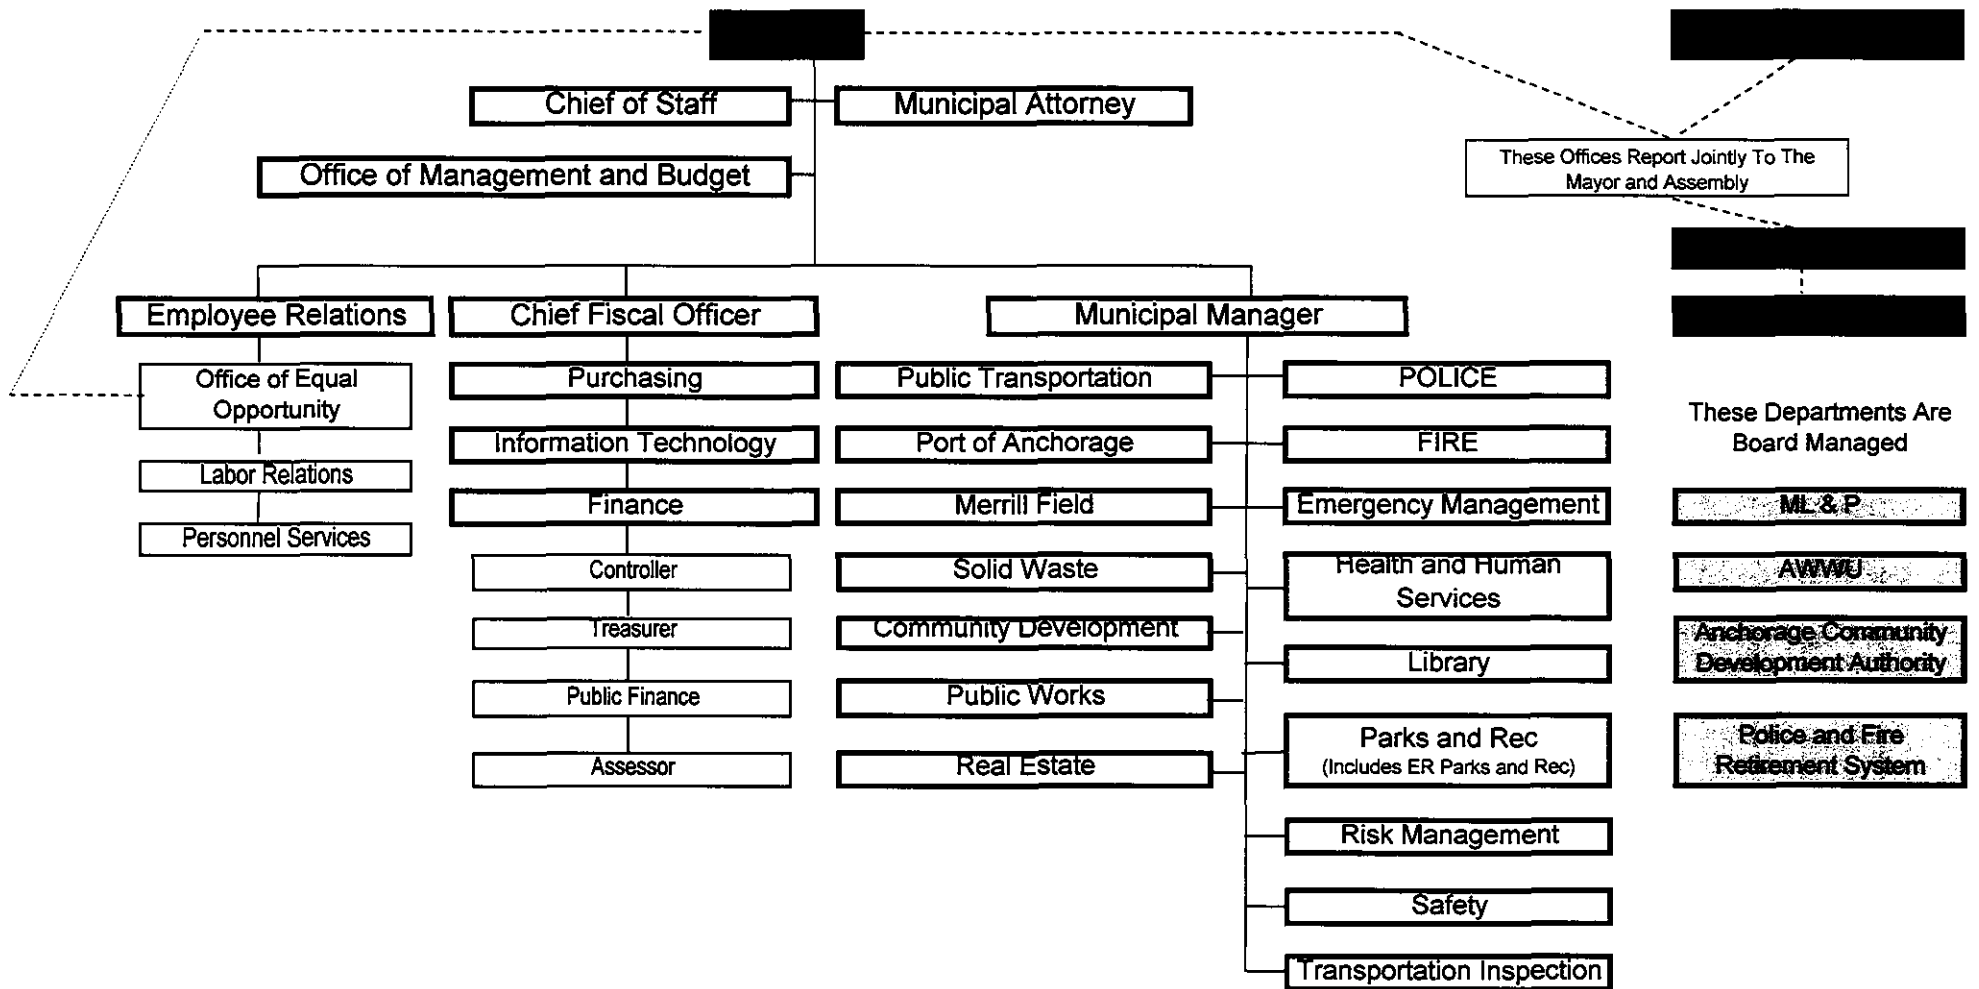 Chief of Staff
Municipal Attorney
Office of Management and Budget
These Offices Report Jointly To The
Mayor and Assembly
Employee Relations
Chief Fiscal Officer
Municipal Manager
Office of Equal
Opportunity
Labor Relations
Personnel Services
Purchasing
Information Technology
Finance
Controller
Treasurer
Public Finance
Assessor
Public Transportation
Port of Anchorage
Merrill Field
Solid Waste
Community Development
Public Works
Real Estate
POLICE
FIRE
Emergency Management
Health and Human
Services
Library
Parks and Rec
(Includes ER Parks and Rec)
Risk Management
Safety
Transportation Inspection
These Departments Are
Board Managed
ML & P
AWWU
Anchorage Community
Development Authority
Police and Fire
Retirement System